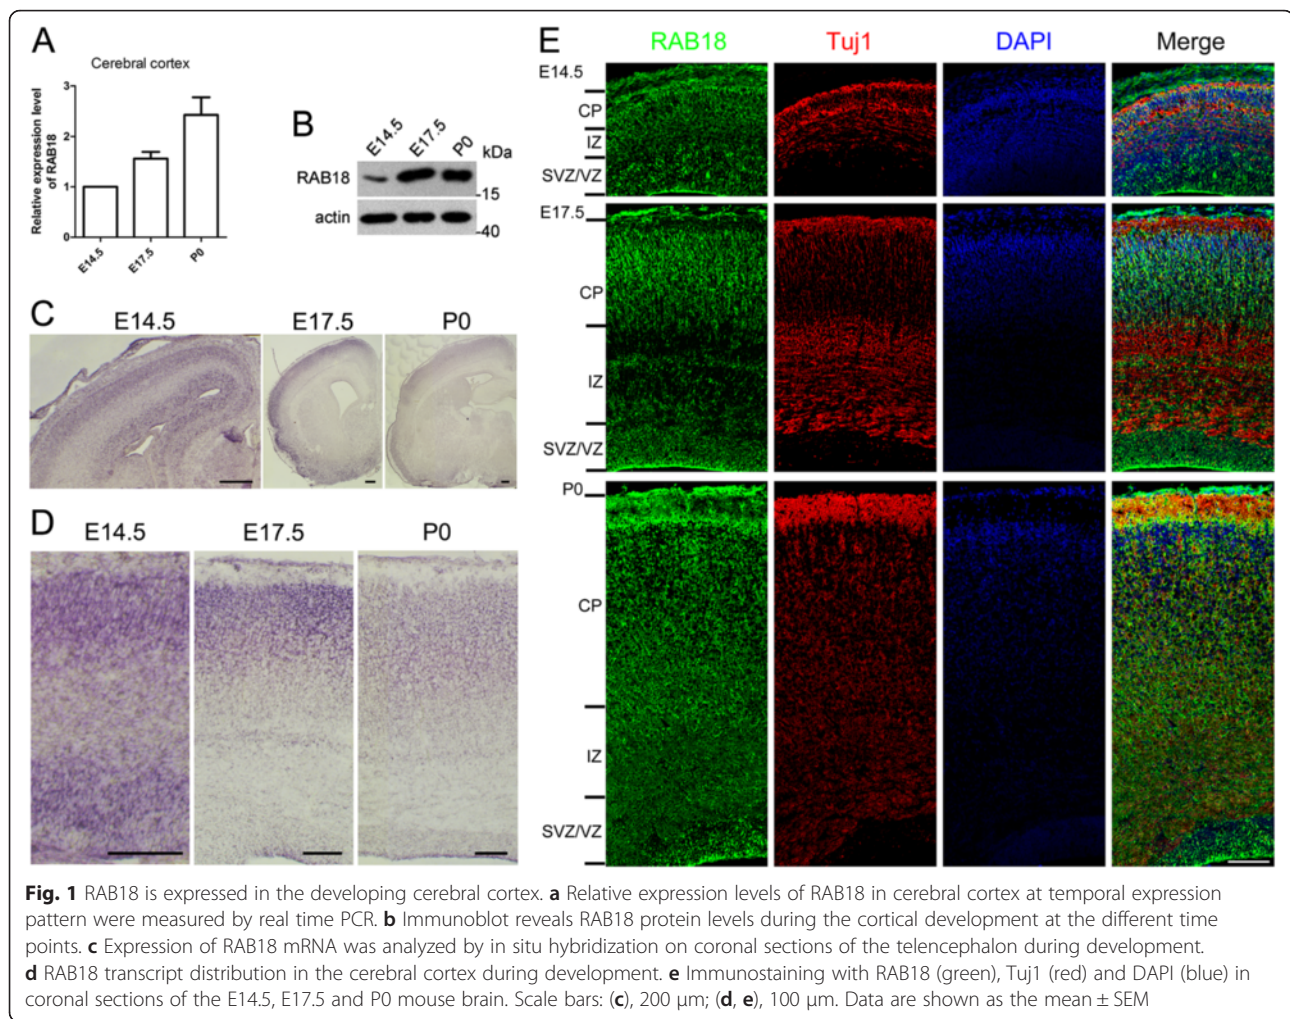 A
Cerebral cortex
Relative expression level
of RAB18
3
2
1
0
E14.5
E17.5
P0
B
E14.5
E17.5
P0
kDa
RAB18
-15
actin
-40
C
E14.5
E17.5
P0
D
E14.5
E17.5
P0
E
RAB18
Tuj1
DAPI
Merge
E14.5
CP
IZ
SVZ/VZ
E17.5
CP
IZ
SVZ/VZ
P0
CP
IZ
SVZ/VZ
Fig. 1 RAB18 is expressed in the developing cerebral cortex. a Relative expression levels of RAB18 in cerebral cortex at temporal expression
pattern were measured by real time PCR. b Immunoblot reveals RAB18 protein levels during the cortical development at the different time
points. c Expression of RAB18 mRNA was analyzed by in situ hybridization on coronal sections of the telencephalon during development.
d RAB18 transcript distribution in the cerebral cortex during development. e Immunostaining with RAB18 (green), Tuj1 (red) and DAPI (blue) in
coronal sections of the E14.5, E17.5 and P0 mouse brain. Scale bars: (c), 200 μm; (d, e), 100 μm. Data are shown as the mean ± SEM